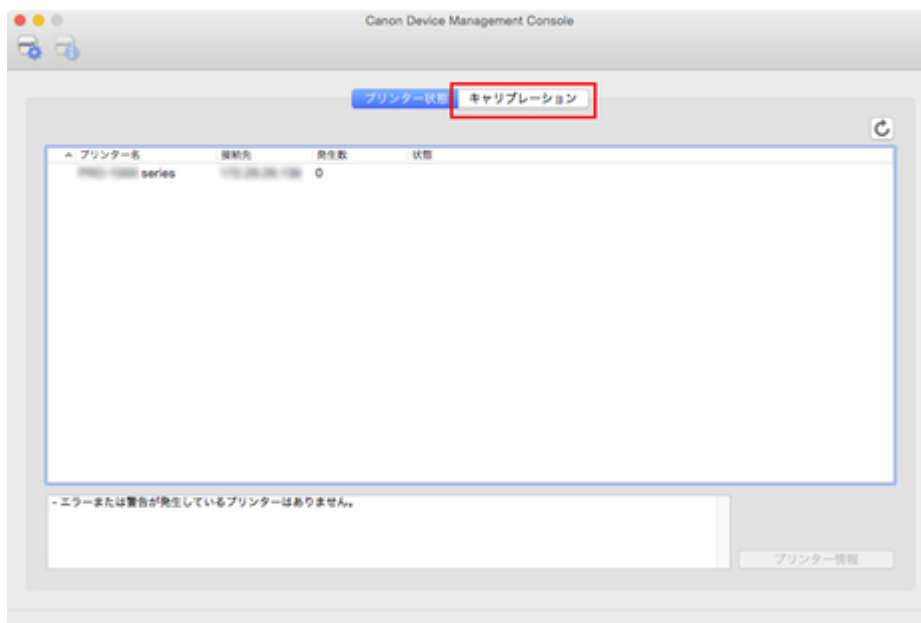 Canon Device Management Console
プリンター状態 キャリブレーション
プリンター名 接続先 発生数 状態
series 0
- エラーまたは警告が発生しているプリンターはありません。
プリンター情報